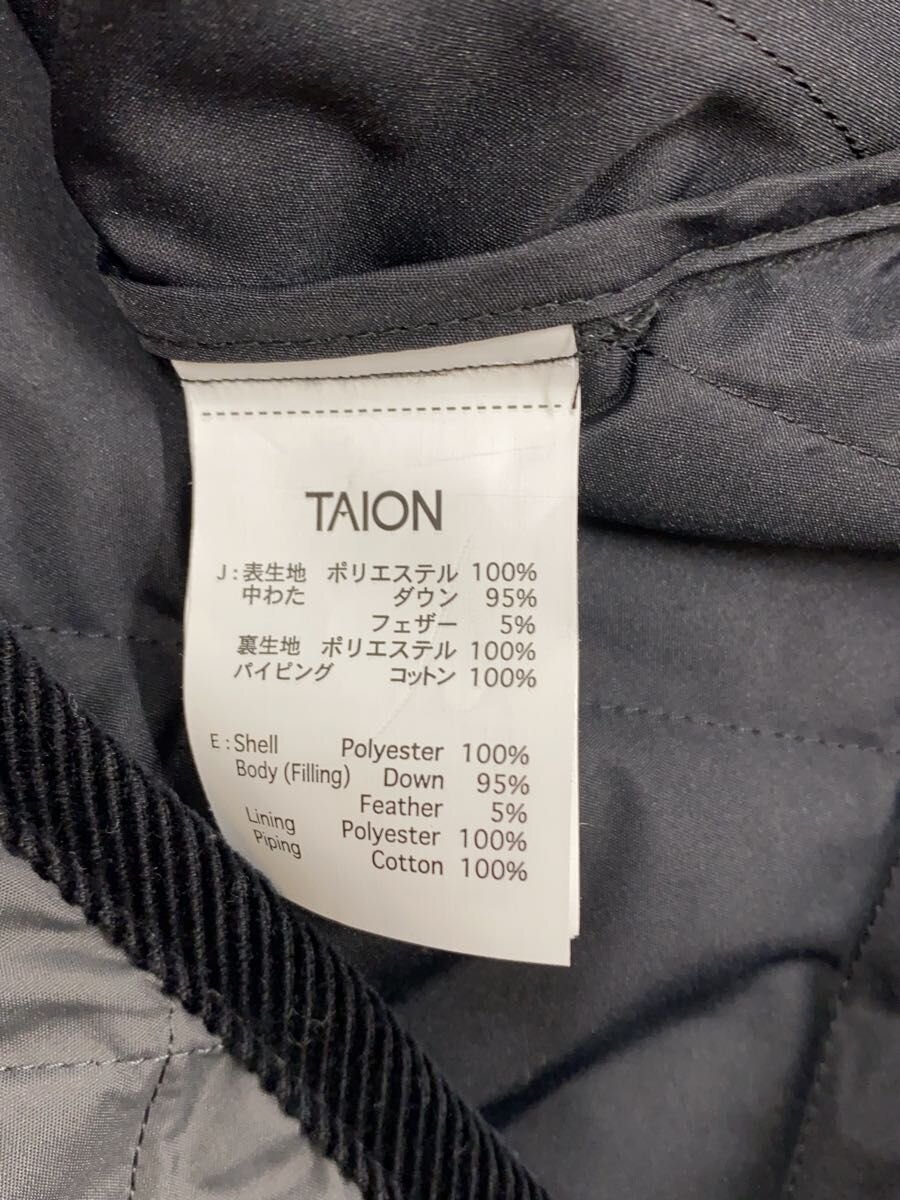 TAION
J : 表生地 ポリエステル 100%
中わた ダウン 95%
フェザー 5%
裏生地 ポリエステル 100%
パイピング コットン 100%
E : Shell Polyester 100%
Body (Filling) Down 95%
Feather 5%
Lining Polyester 100%
Piping Cotton 100%